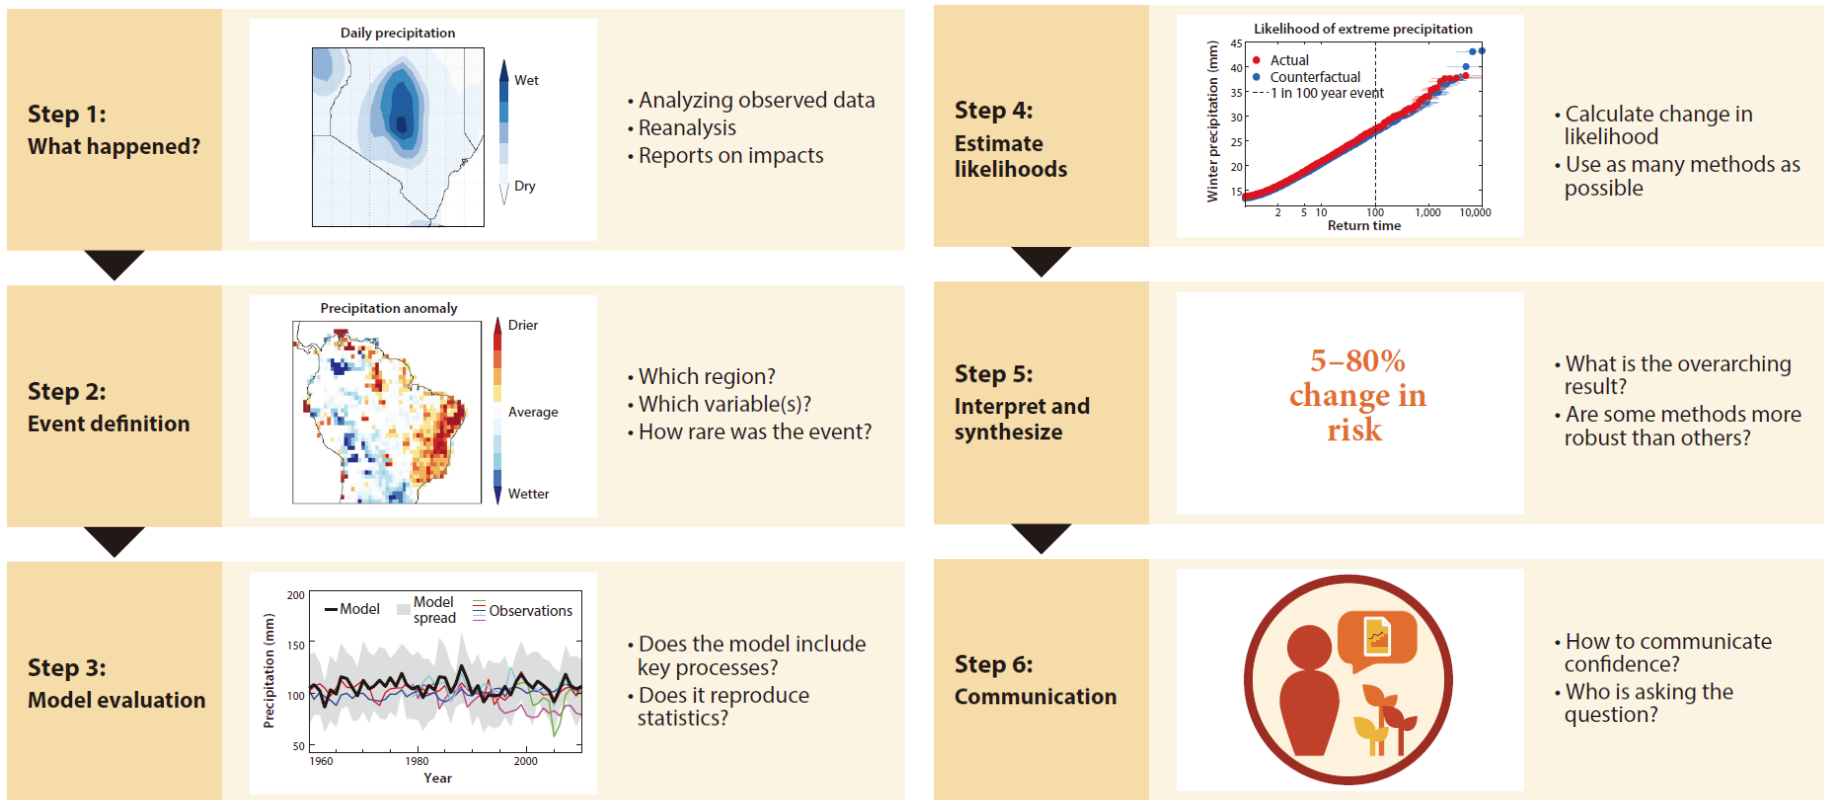 Step 1:
What happened?
Daily precipitation
Wet
Dry
• Analyzing observed data
• Reanalysis
• Reports on impacts
Step 2:
Event definition
Precipitation anomaly
Drier
Average
Wetter
• Which region?
• Which variable(s)?
• How rare was the event?
Step 3:
Model evaluation
Precipitation (mm)
200
150
100
50
Model
Model
spread
Observations
1960
1980
2000
Year
• Does the model include
key processes?
• Does it reproduce
statistics?
Step 4:
Estimate
likelihoods
Likelihood of extreme precipitation
Winter precipitation (mm)
45
40
35
30
25
20
15
Actual
Counterfactual
1 in 100 year event
2
5
10
100
1,000
10,000
Return time
• Calculate change in
likelihood
• Use as many methods as
possible
Step 5:
Interpret and
synthesize
5–80%
change in
risk
• What is the overarching
result?
• Are some methods more
robust than others?
Step 6:
Communication
• How to communicate
confidence?
• Who is asking the
question?